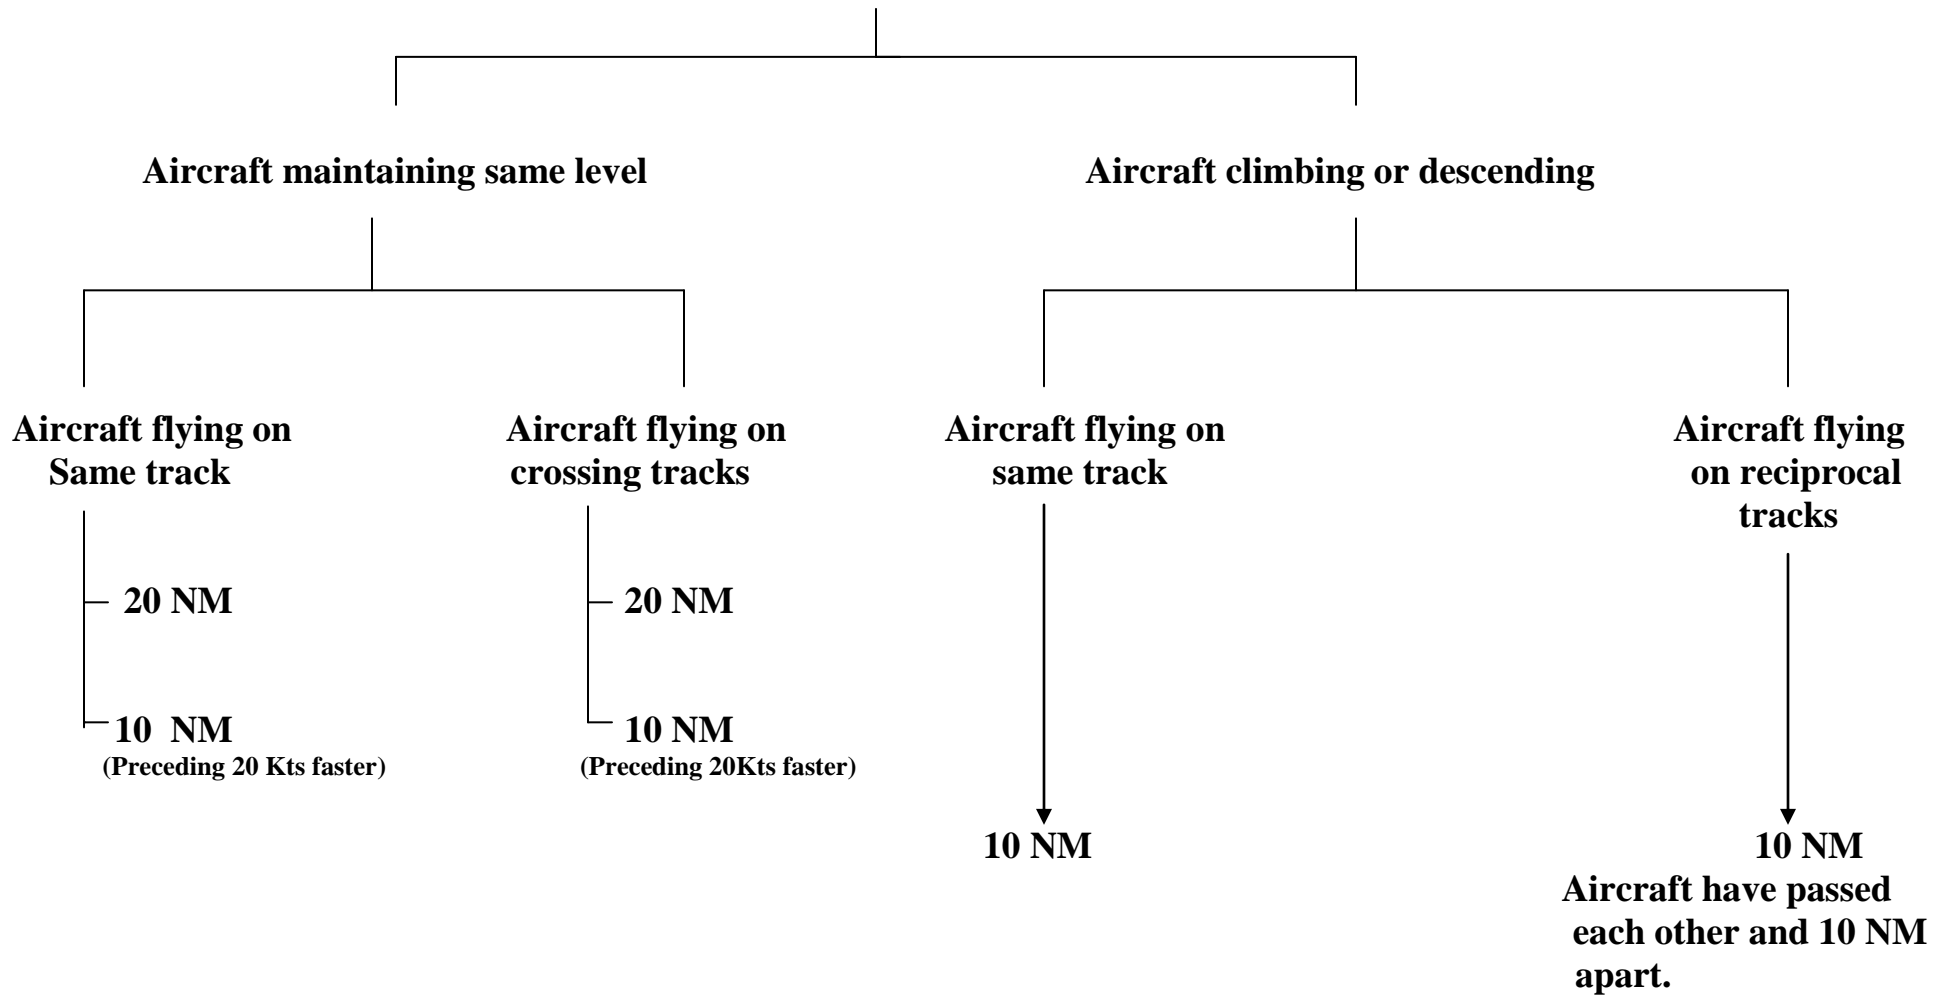 Aircraft maintaining same level
Aircraft climbing or descending
Aircraft flying on
Same track
20 NM
10 NM
(Preceding 20 Kts faster)
Aircraft flying on
crossing tracks
20 NM
10 NM
(Preceding 20Kts faster)
Aircraft flying on
same track
10 NM
Aircraft flying
on reciprocal
tracks
10 NM
Aircraft have passed
each other and 10 NM
apart.